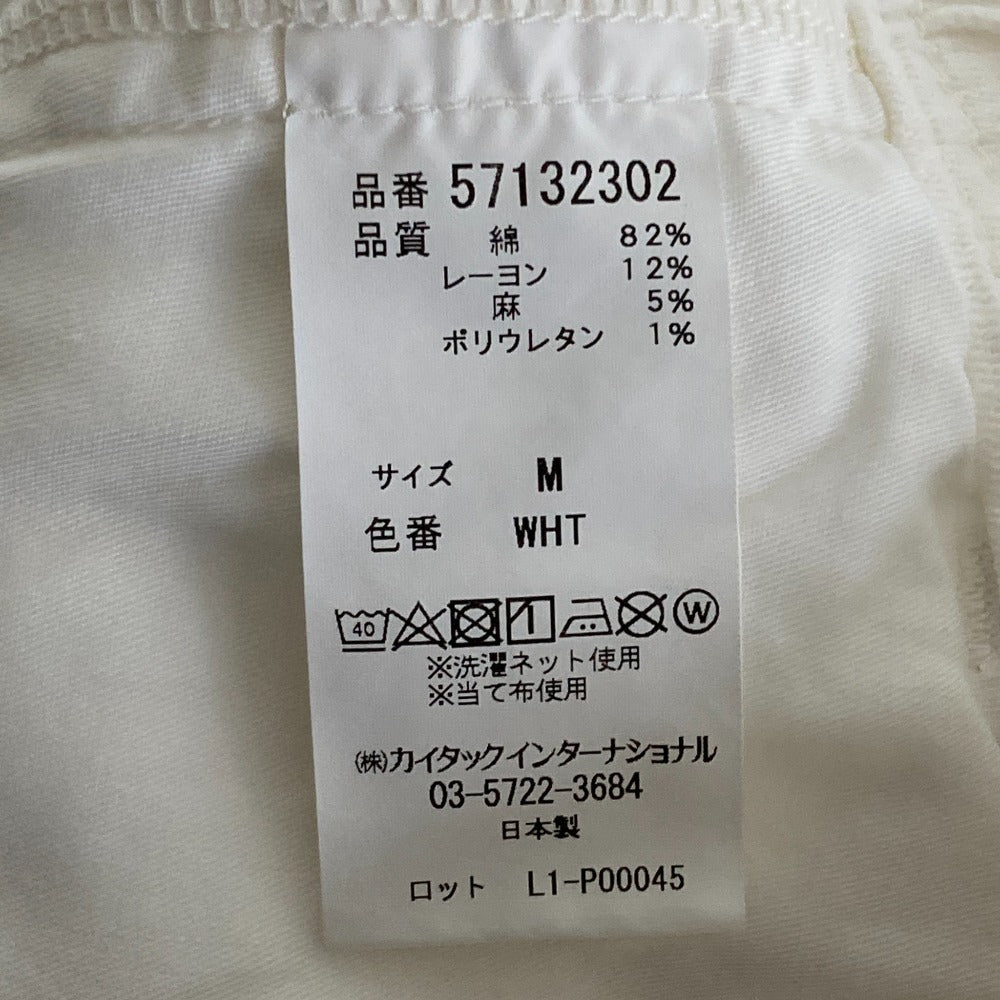 品番 57132302
品質 綿 82%
レーヨン 12%
麻 5%
ポリウレタン 1%
サイズ M
色番 WHT
40 W
※洗濯ネット使用
※当て布使用
㈱カイタックインターナショナル
03-5722-3684
日本製
ロット L1-P00045